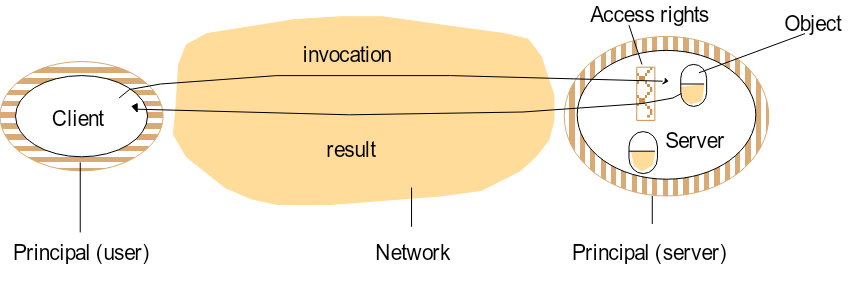 Access rights
Object
invocation
Client
result
Server
Principal (user)
Network
Principal (server)